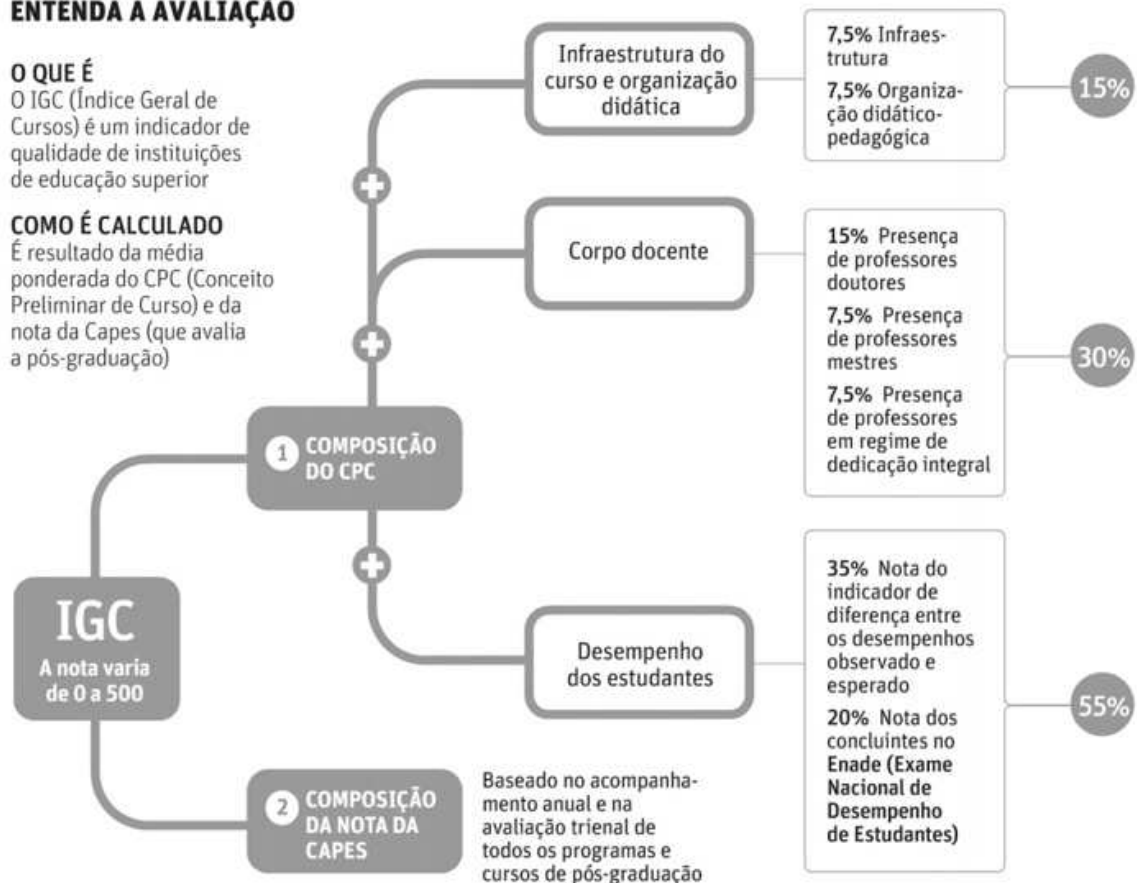 ENTENDA A AVALIAÇÃO
O QUE É
O IGC (Índice Geral de
Cursos) é um indicador de
qualidade de instituições
de educação superior
COMO É CALCULADO
É resultado da média
ponderada do CPC (Conceito
Preliminar de Curso) e da
nota da Capes (que avalia
a pós-graduação)
IGC
A nota varia
de 0 a 500
1 COMPOSIÇÃO
DO CPC
Infraestrutura do
curso e organização
didática
7,5% Infraes-
trutura
7,5% Organiza-
ção didático-
pedagógica
15%
Corpo docente
15% Presença
de professores
doutores
7,5% Presença
de professores
mestres
7,5% Presença
de professores
em regime de
dedicação integral
30%
Desempenho
dos estudantes
35% Nota do
indicador de
diferença entre
os desempenhos
observado e
esperado
20% Nota dos
concluintes no
Enade (Exame
Nacional de
Desempenho
de Estudantes)
55%
2 COMPOSIÇÃO
DA NOTA DA
CAPES
Baseado no acompanha-
mento anual e na
avaliação trienal de
todos os programas e
cursos de pós-graduação